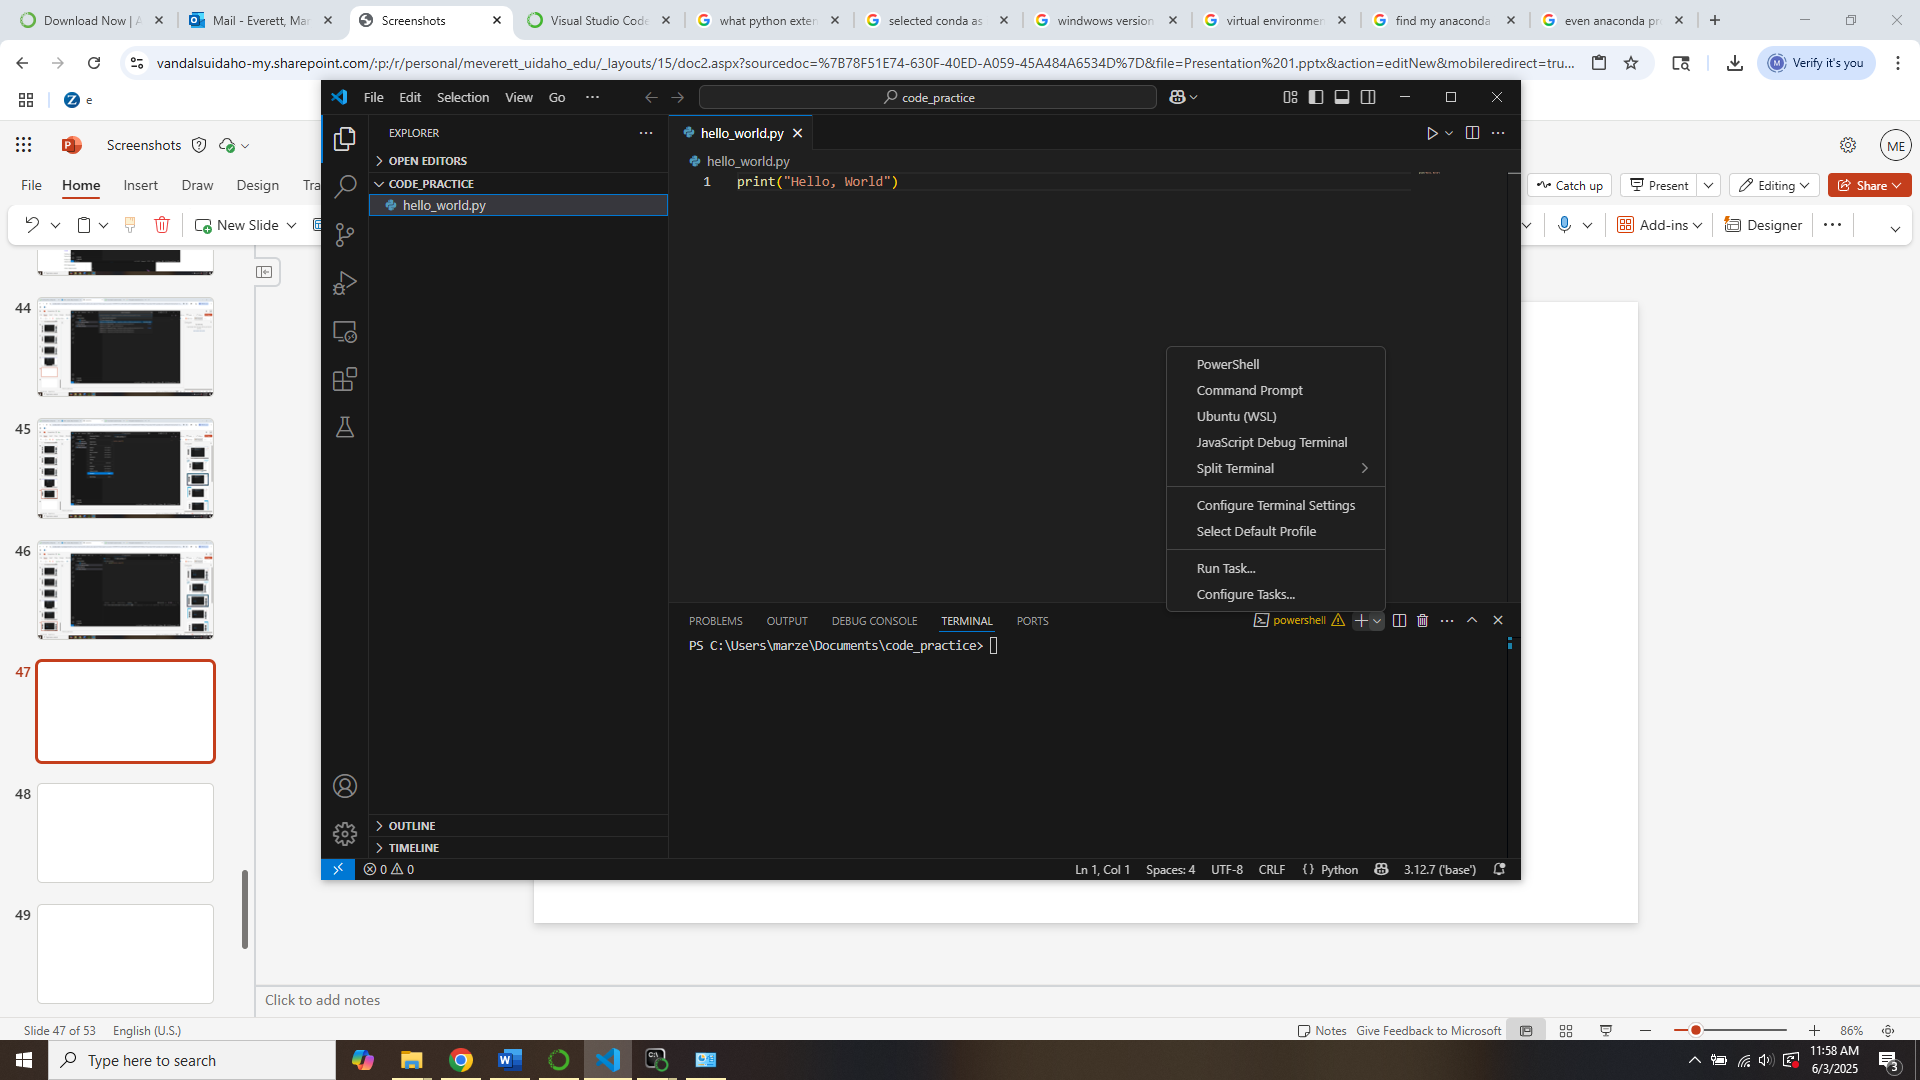 Download Now | A
Mail - Everett, Mar
Screenshots
Visual Studio Code
what python exten
selected conda as
windwows version
virtual environmen
find my anaconda
even anaconda pr
vandalsuidaho-my.sharepoint.com/:p:/r/personal/meverett_uidaho_edu/_layouts/15/doc2.aspx?sourcedoc=%7B78F51E74-630F-40ED-A059-45A484A6534D%7D&file=Presentation%201.pptx&action=editNew&mobileredirect=tru...
Verify it's you
e
File Edit Selection View Go ...
code_practice
Screenshots
ME
File Home Insert Draw Design Tra
Catch up
Present
Editing
Share
New Slide
Add-ins
Designer
EXPLORER
OPEN EDITORS
CODE_PRACTICE
hello_world.py
hello_world.py
hello_world.py
1 print("Hello, World")
PowerShell
Command Prompt
Ubuntu (WSL)
JavaScript Debug Terminal
Split Terminal
Configure Terminal Settings
Select Default Profile
Run Task...
Configure Tasks...
PROBLEMS OUTPUT DEBUG CONSOLE TERMINAL PORTS
powershell
PS C:\Users\marze\Documents\code_practice>
OUTLINE
TIMELINE
0 0
Ln 1, Col 1 Spaces: 4 UTF-8 CRLF {} Python 3.12.7 ('base')
44
45
46
47
48
49
Click to add notes
Slide 47 of 53 English (U.S.)
Notes Give Feedback to Microsoft 86%
Type here to search
11:58 AM
6/3/2025
3